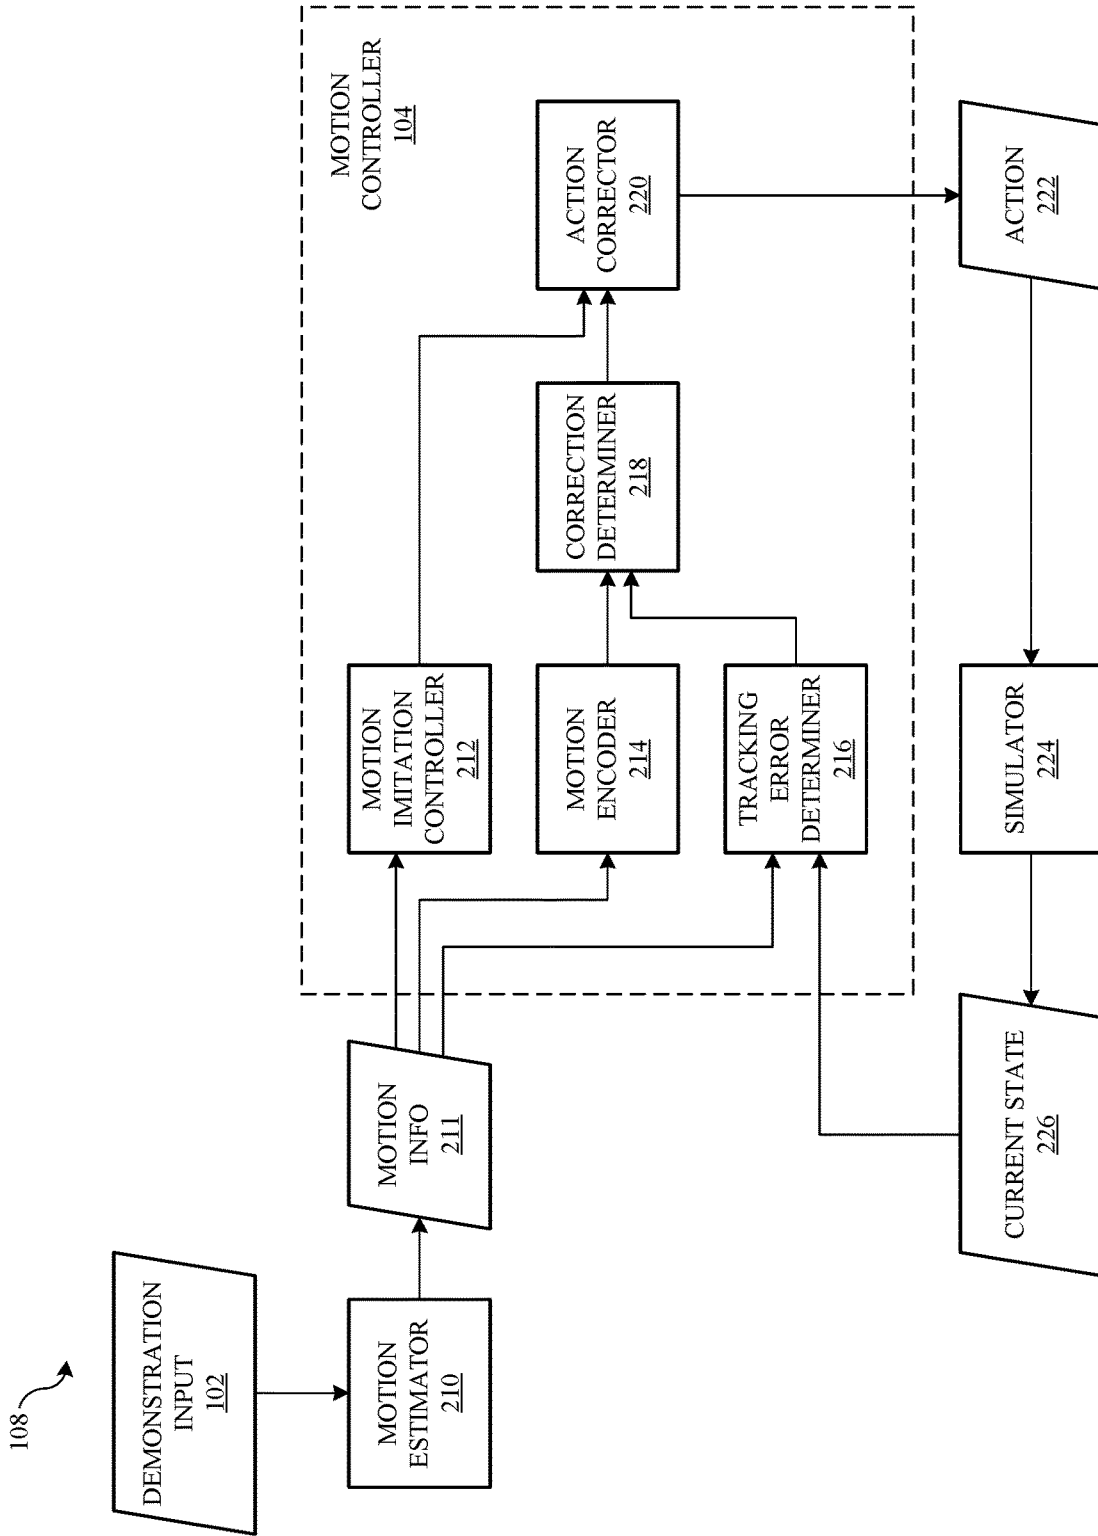 108
DEMONSTRATION
INPUT
102
MOTION
ESTIMATOR
210
MOTION
INFO
211
MOTION
CONTROLLER
104
MOTION
IMITATION
CONTROLLER
212
MOTION
ENCODER
214
TRACKING
ERROR
DETERMINER
216
CORRECTION
DETERMINER
218
ACTION
CORRECTOR
220
ACTION
222
SIMULATOR
224
CURRENT STATE
226